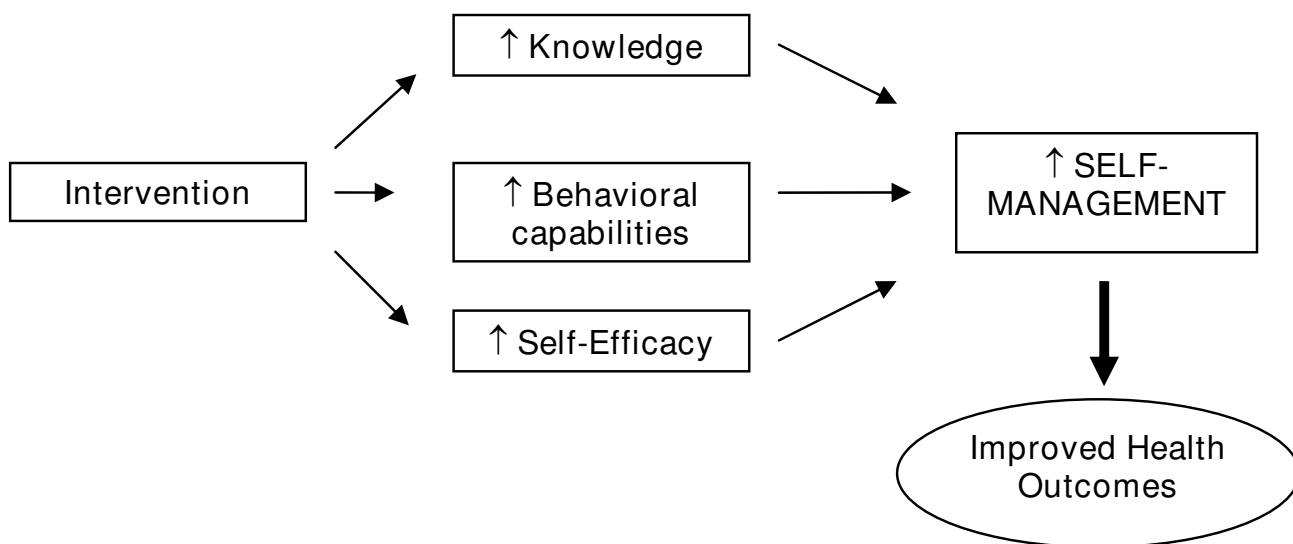 ↑ Knowledge
Intervention
↑ Behavioral
capabilities
↑ Self-Efficacy
↑ SELF-
MANAGEMENT
Improved Health
Outcomes